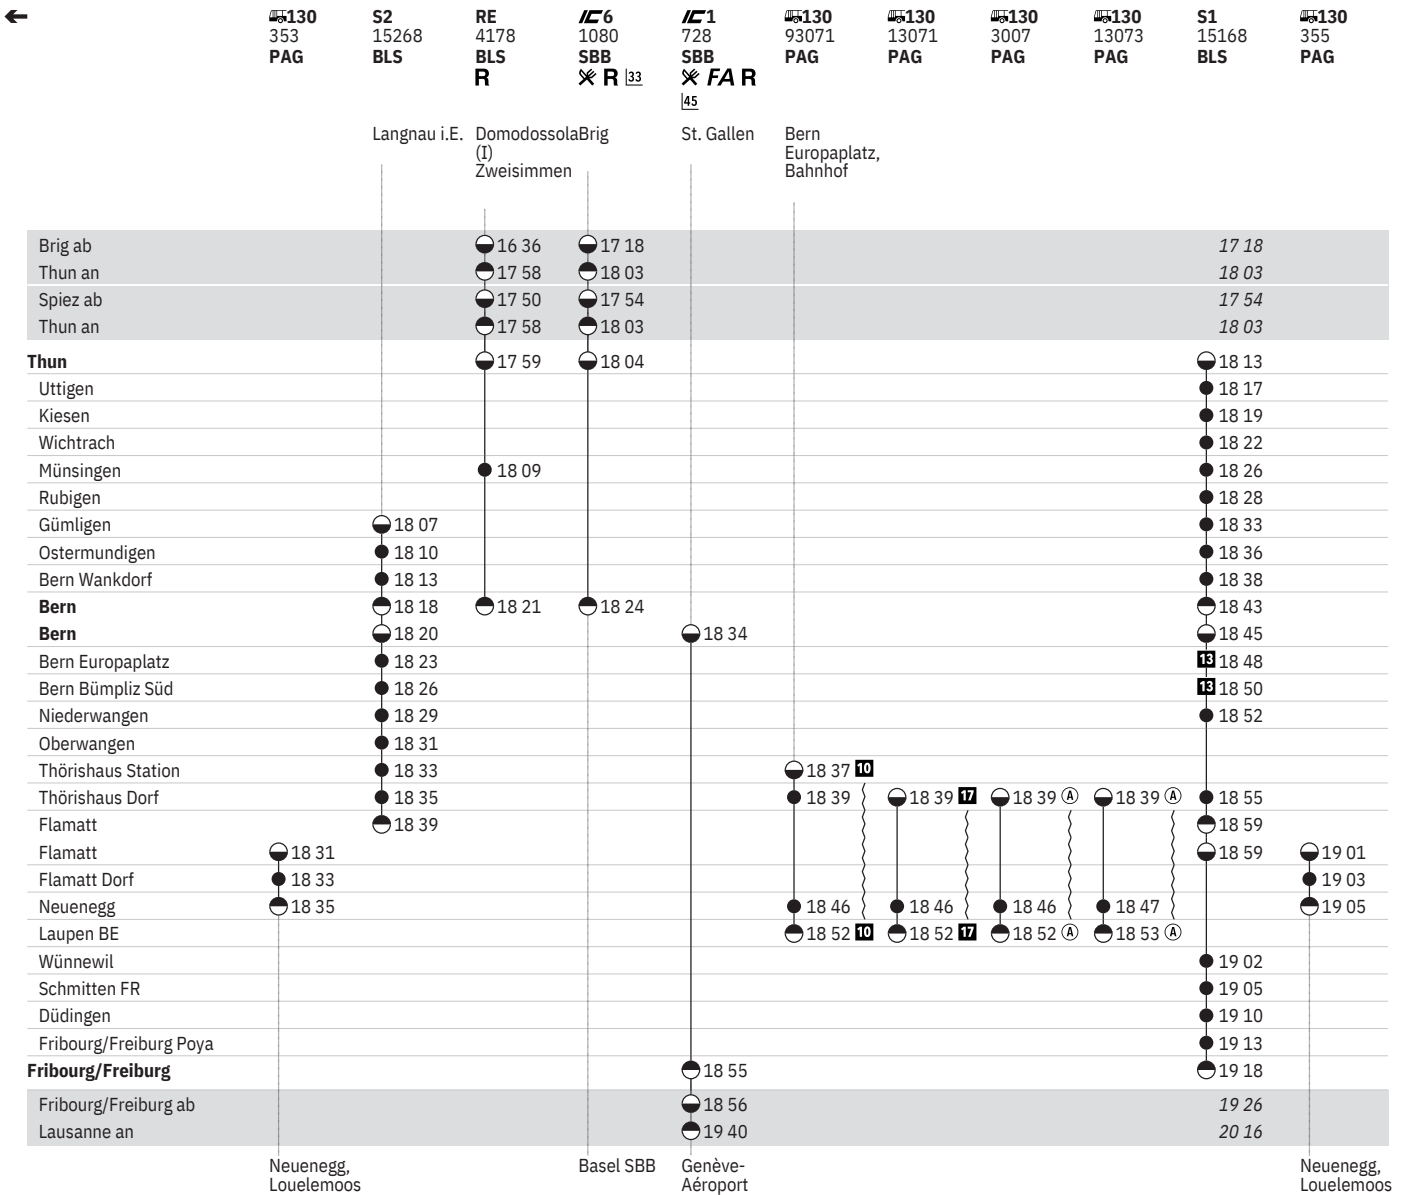 130 S2 RE IC6 IC1 130 130 130 130 S1 130
353 15268 4178 1080 728 93071 13071 3007 13073 15168 355
PAG BLS BLS SBB SBB PAG PAG PAG PAG BLS PAG
R R 33 FA R
45
Langnau i.E. Domodossola Brig St. Gallen Bern
(I) Europaplatz,
Zweisimmen Bahnhof
Brig ab 16 36 17 18 17 18
Thun an 17 58 18 03 18 03
Spiez ab 17 50 17 54 17 54
Thun an 17 58 18 03 18 03
Thun 17 59 18 04 18 13
Uttigen 18 17
Kiesen 18 19
Wichtrach 18 22
Münsingen 18 09 18 26
Rubigen 18 28
Gümligen 18 07 18 33
Ostermundigen 18 10 18 36
Bern Wankdorf 18 13 18 38
Bern 18 18 18 21 18 24 18 43
Bern 18 20 18 34 18 45
Bern Europaplatz 18 23 13 18 48
Bern Bümpliz Süd 18 26 13 18 50
Niederwangen 18 29 18 52
Oberwangen 18 31
Thörishaus Station 18 33 18 37 10
Thörishaus Dorf 18 35 18 39 18 39 17 18 39 A 18 39 A 18 55
Flamatt 18 39 18 59
Flamatt 18 31 18 59 19 01
Flamatt Dorf 18 33 19 03
Neuenegg 18 35 18 46 18 46 18 46 18 47 19 05
Laupen BE 18 52 10 18 52 17 18 52 A 18 53 A
Wünnewil 19 02
Schmitten FR 19 05
Düdingen 19 10
Fribourg/Freiburg Poya 19 13
Fribourg/Freiburg 18 55 19 18
Fribourg/Freiburg ab 18 56 19 26
Lausanne an 19 40 20 16
Neuenegg, Basel SBB Genève- Neuenegg,
Louelemoos Aéroport Louelemoos